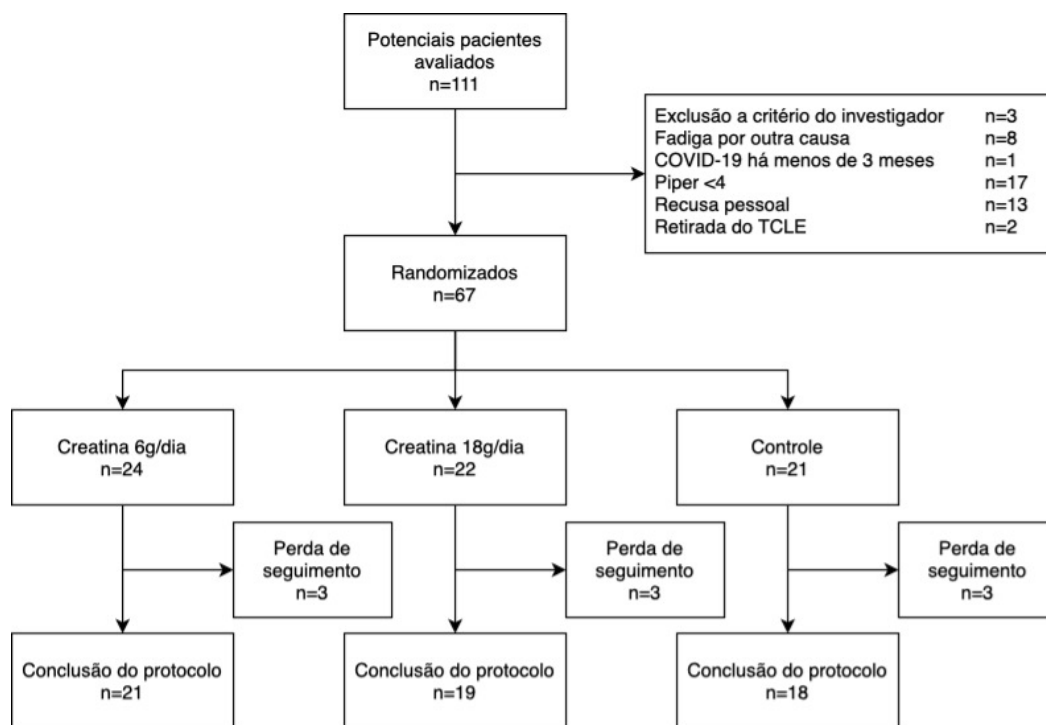 Potenciais pacientes
avaliados
n=111
Exclusão a critério do investigador n=3
Fadiga por outra causa n=8
COVID-19 há menos de 3 meses n=1
Piper <4 n=17
Recusa pessoal n=13
Retirada do TCLE n=2
Randomizados
n=67
Creatina 6g/dia
n=24
Creatina 18g/dia
n=22
Controle
n=21
Perda de
seguimento
n=3
Perda de
seguimento
n=3
Perda de
seguimento
n=3
Conclusão do protocolo
n=21
Conclusão do protocolo
n=19
Conclusão do protocolo
n=18